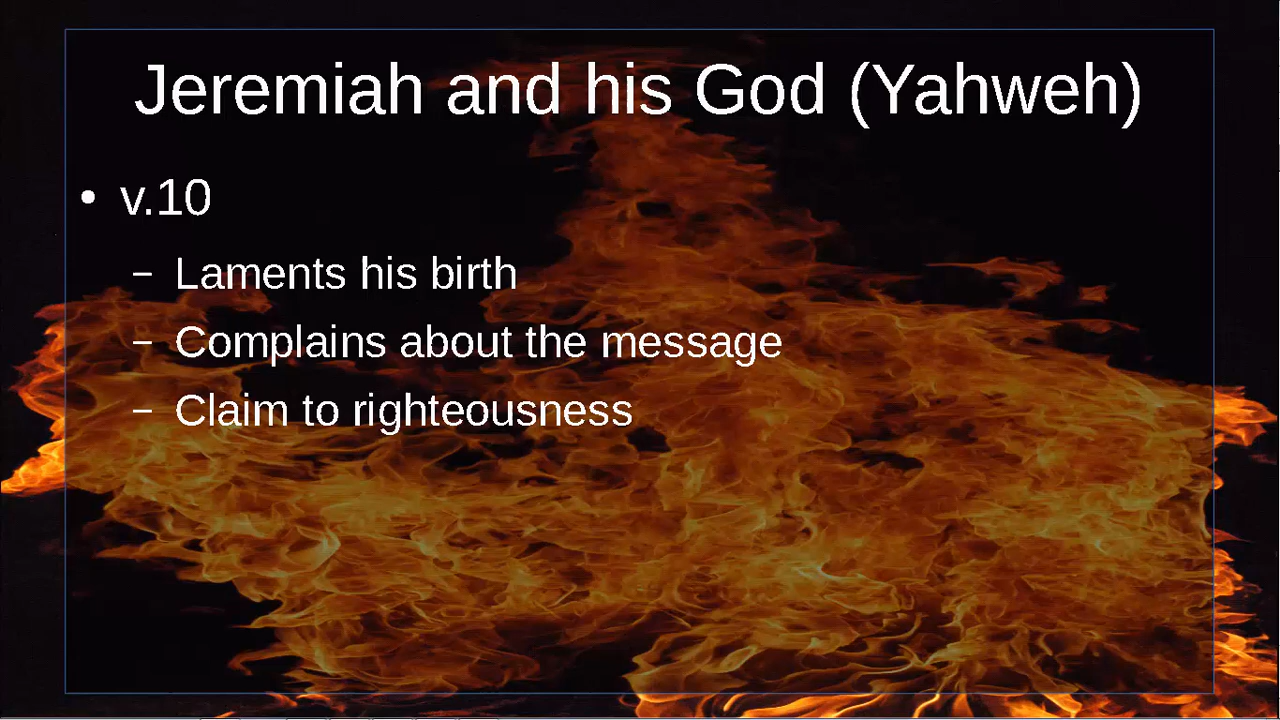 Jeremiah and his God (Yahweh)
• v.10
– Laments his birth
– Complains about the message
– Claim to righteousness